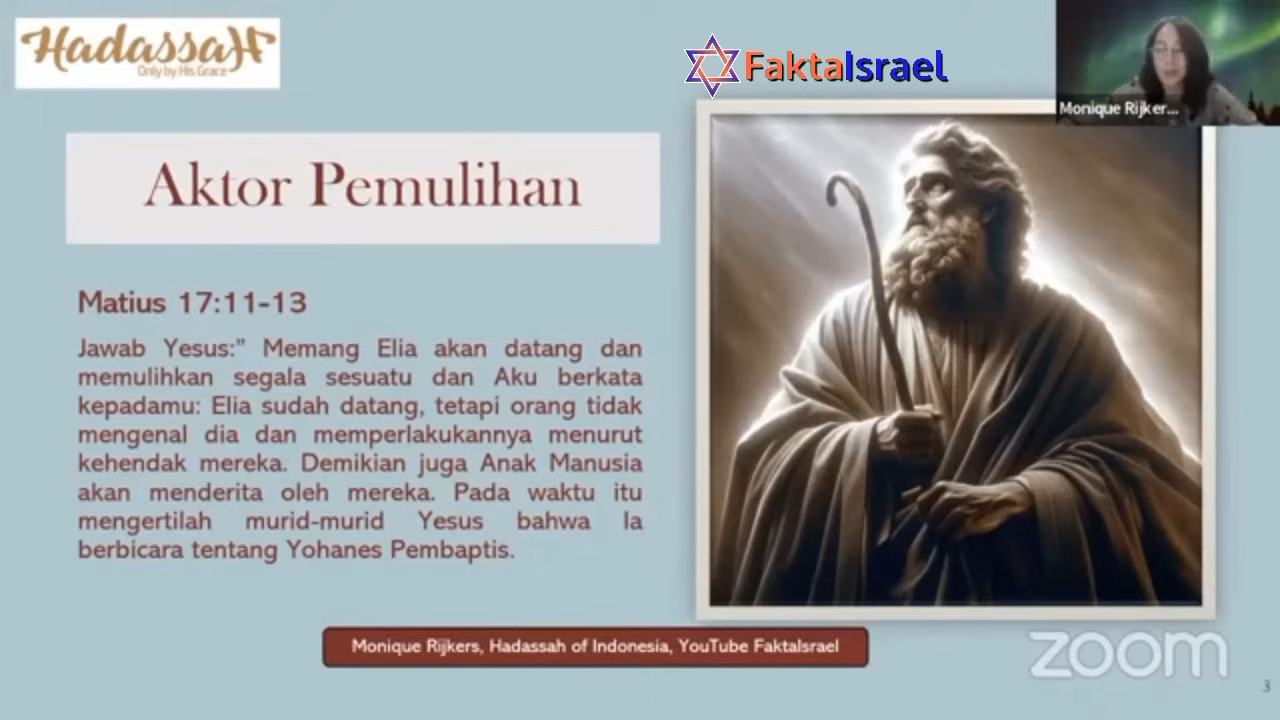 HadassaH
Only by His Grace
FaktaIsrael
Monique Rijker...
Aktor Pemulihan
Matius 17:11-13
Jawab Yesus:" Memang Elia akan datang dan
memulihkan segala sesuatu dan Aku berkata
kepadamu: Elia sudah datang, tetapi orang tidak
mengenal dia dan memperlakukannya menurut
kehendak mereka. Demikian juga Anak Manusia
akan menderita oleh mereka. Pada waktu itu
mengertilah murid-murid Yesus bahwa Ia
berbicara tentang Yohanes Pembaptis.
Monique Rijkers, Hadassah of Indonesia, YouTube FaktaIsrael
zoom
3